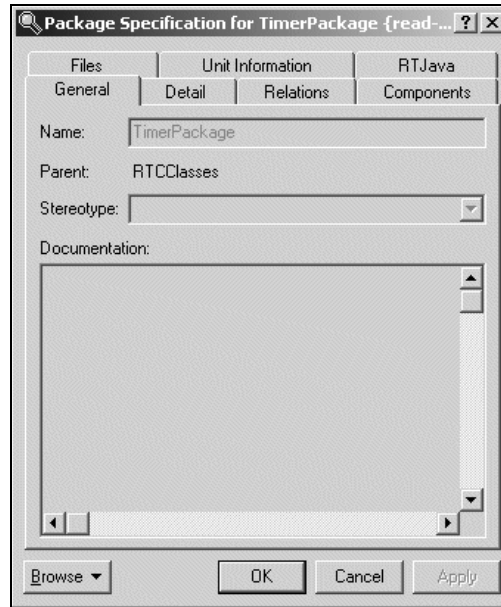 Package Specification for TimerPackage {read-... ? X
Files Unit Information RTJava
General Detail Relations Components
Name: TimerPackage
Parent: RTCClasses
Stereotype:
Documentation:
Browse OK Cancel Apply